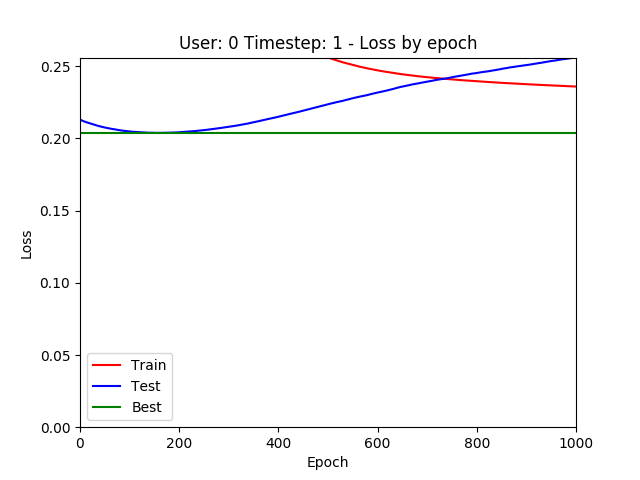 User: 0 Timestep: 1 - Loss by epoch
Loss
0.25
0.20
0.15
0.10
0.05
0.00
Train
Test
Best
0 200 400 600 800 1000
Epoch